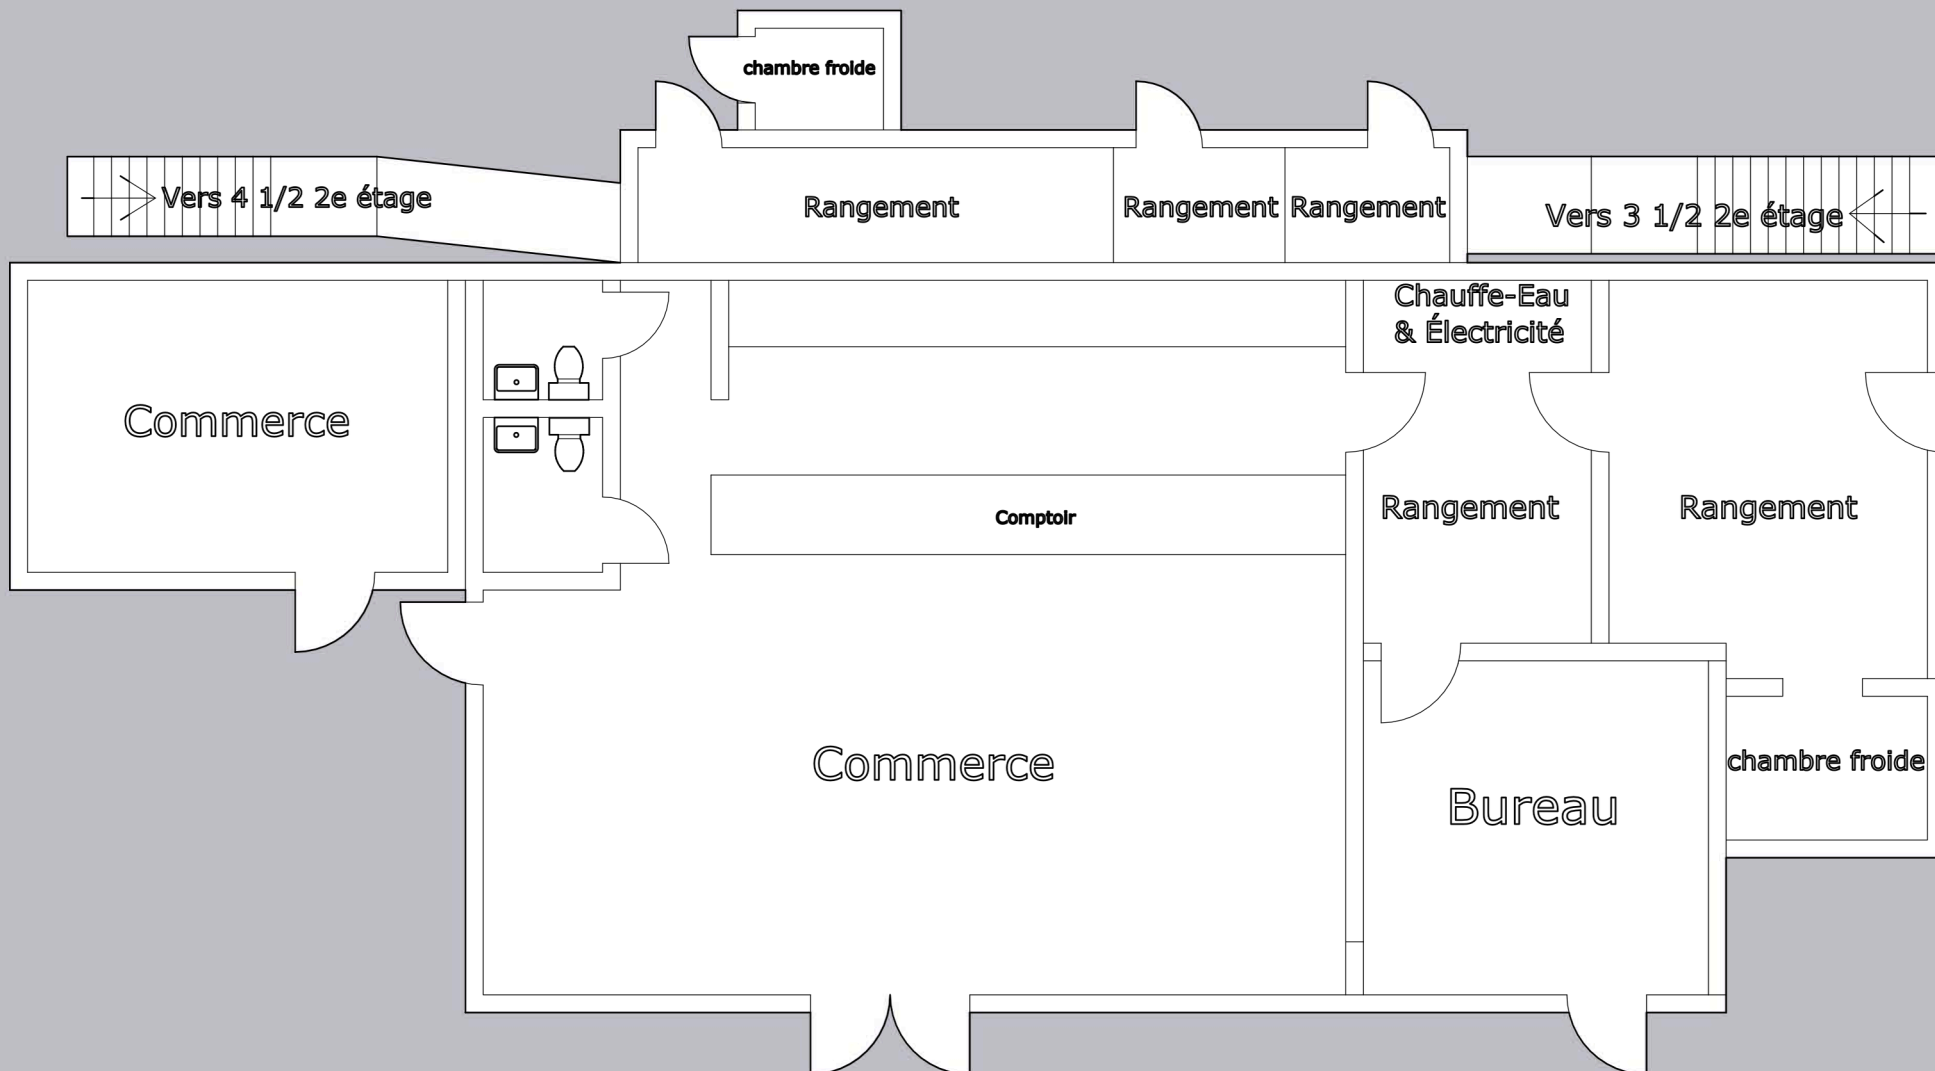 chambre froide
Vers 4 1/2 2e étage
Rangement
Rangement
Rangement
Vers 3 1/2 2e étage
Chauffe-Eau
& Électricité
Commerce
Comptoir
Rangement
Rangement
Commerce
Bureau
chambre froide